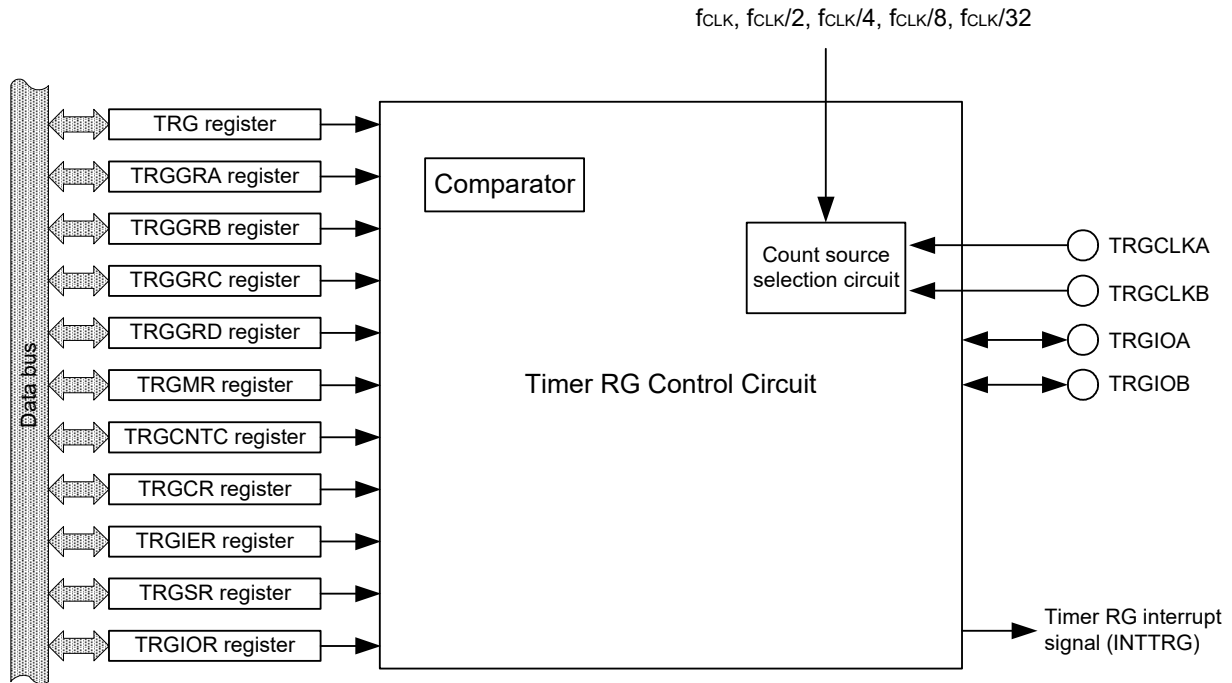 fCLK, fCLK/2, fCLK/4, fCLK/8, fCLK/32
Data bus
TRG register
TRGGRA register
TRGGRB register
TRGGRC register
TRGGRD register
TRGMR register
TRGCNTC register
TRGCR register
TRGIER register
TRGSR register
TRGIOR register
Comparator
Count source
selection circuit
Timer RG Control Circuit
TRGCLKA
TRGCLKB
TRGIOA
TRGIOB
Timer RG interrupt
signal (INTTRG)